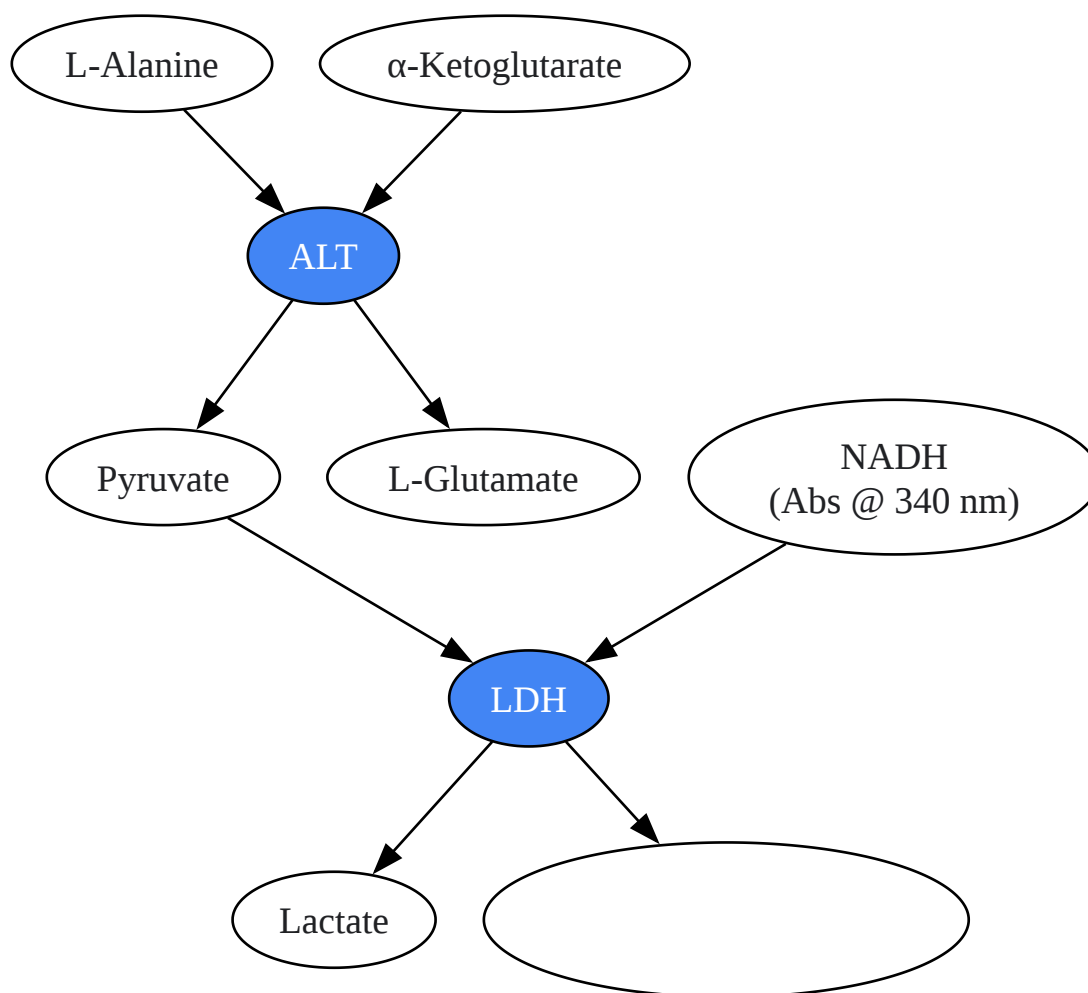 L-Alanine
α-Ketoglutarate
ALT
Pyruvate
L-Glutamate
NADH
(Abs @ 340 nm)
LDH
Lactate